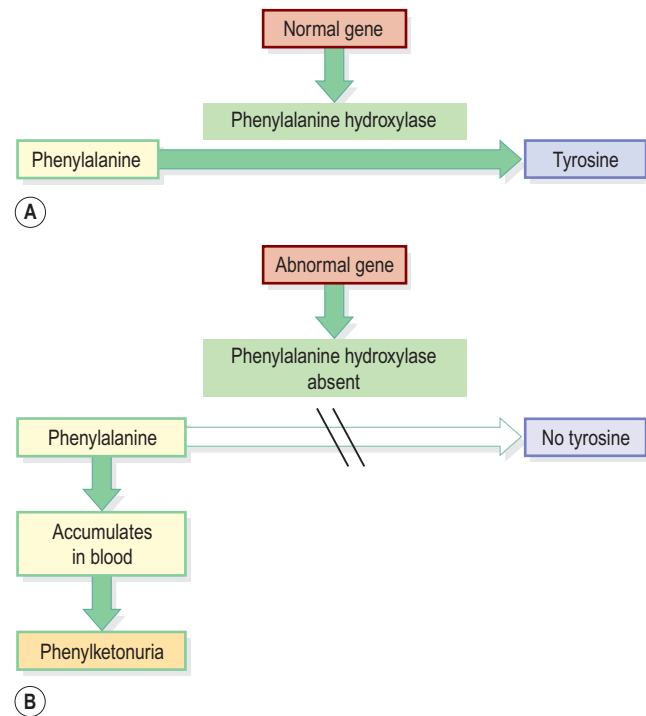 Normal gene
Phenylalanine hydroxylase
Phenylalanine
Tyrosine
A
Abnormal gene
Phenylalanine hydroxylase
absent
Phenylalanine
No tyrosine
Accumulates
in blood
Phenylketonuria
B